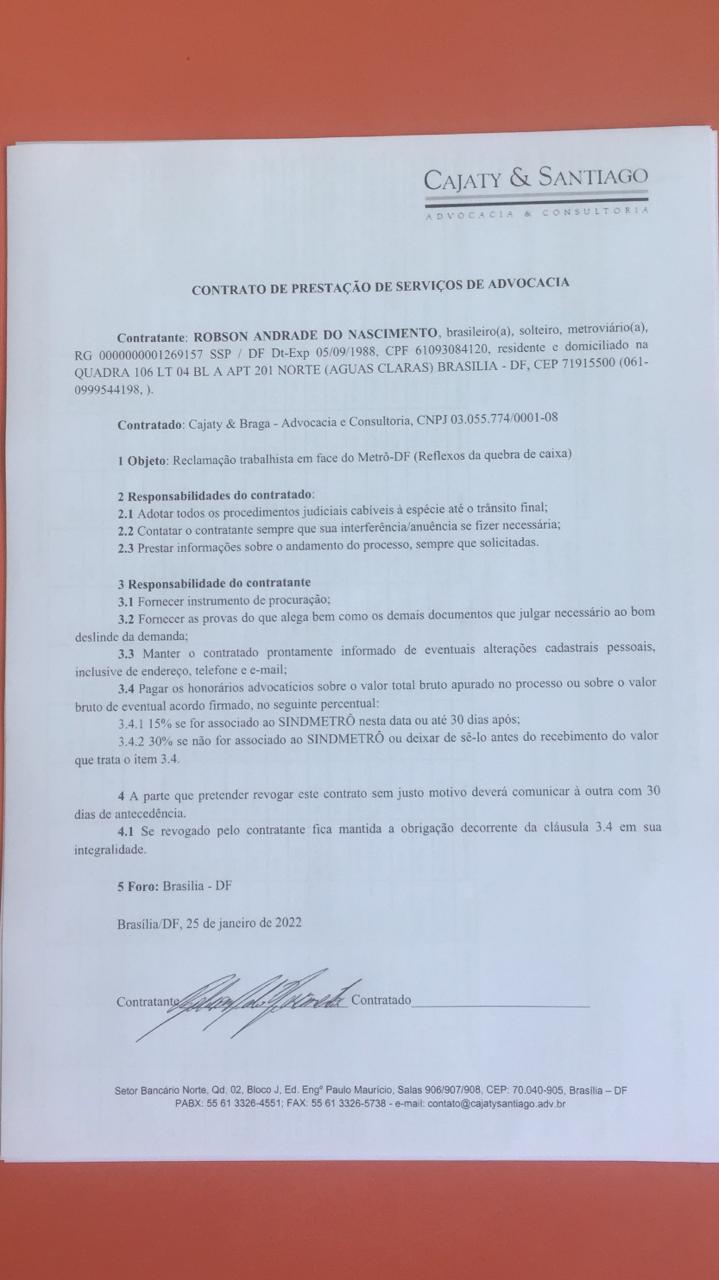 CAJATY & SANTIAGO
ADVOCACIA & CONSULTORIA
CONTRATO DE PRESTAÇÃO DE SERVIÇOS DE ADVOCACIA
Contratante: ROBSON ANDRADE DO NASCIMENTO, brasileiro(a), solteiro, metroviário(a),
RG 0000000001269157 SSP / DF Dt-Exp 05/09/1988, CPF 61093084120, residente e domiciliado na
QUADRA 106 LT 04 BL A APT 201 NORTE (AGUAS CLARAS) BRASILIA - DF, CEP 71915500 (061-
0999544198, ).
Contratado: Cajaty & Braga - Advocacia e Consultoria, CNPJ 03.055.774/0001-08
1 Objeto: Reclamação trabalhista em face do Metrô-DF (Reflexos da quebra de caixa)
2 Responsabilidades do contratado:
2.1 Adotar todos os procedimentos judiciais cabíveis à espécie até o trânsito final;
2.2 Contatar o contratante sempre que sua interferência/anuência se fizer necessária;
2.3 Prestar informações sobre o andamento do processo, sempre que solicitadas.
3 Responsabilidade do contratante
3.1 Fornecer instrumento de procuração;
3.2 Fornecer as provas do que alega bem como os demais documentos que julgar necessário ao bom
deslinde da demanda;
3.3 Manter o contratado prontamente informado de eventuais alterações cadastrais pessoais,
inclusive de endereço, telefone e e-mail;
3.4 Pagar os honorários advocatícios sobre o valor total bruto apurado no processo ou sobre o valor
bruto de eventual acordo firmado, no seguinte percentual:
3.4.1 15% se for associado ao SINDMETRÔ nesta data ou até 30 dias após;
3.4.2 30% se não for associado ao SINDMETRÔ ou deixar de sê-lo antes do recebimento do valor
que trata o item 3.4.
4 A parte que pretender revogar este contrato sem justo motivo deverá comunicar à outra com 30
dias de antecedência.
4.1 Se revogado pelo contratante fica mantida a obrigação decorrente da cláusula 3.4 em sua
integralidade.
5 Foro: Brasília - DF
Brasília/DF, 25 de janeiro de 2022
Contratante Contratado
Setor Bancário Norte, Qd. 02, Bloco J, Ed. Engº Paulo Maurício, Salas 906/907/908, CEP: 70.040-905, Brasília – DF
PABX: 55 61 3326-4551; FAX: 55 61 3326-5738 - e-mail: contato@cajatysantiago.adv.br